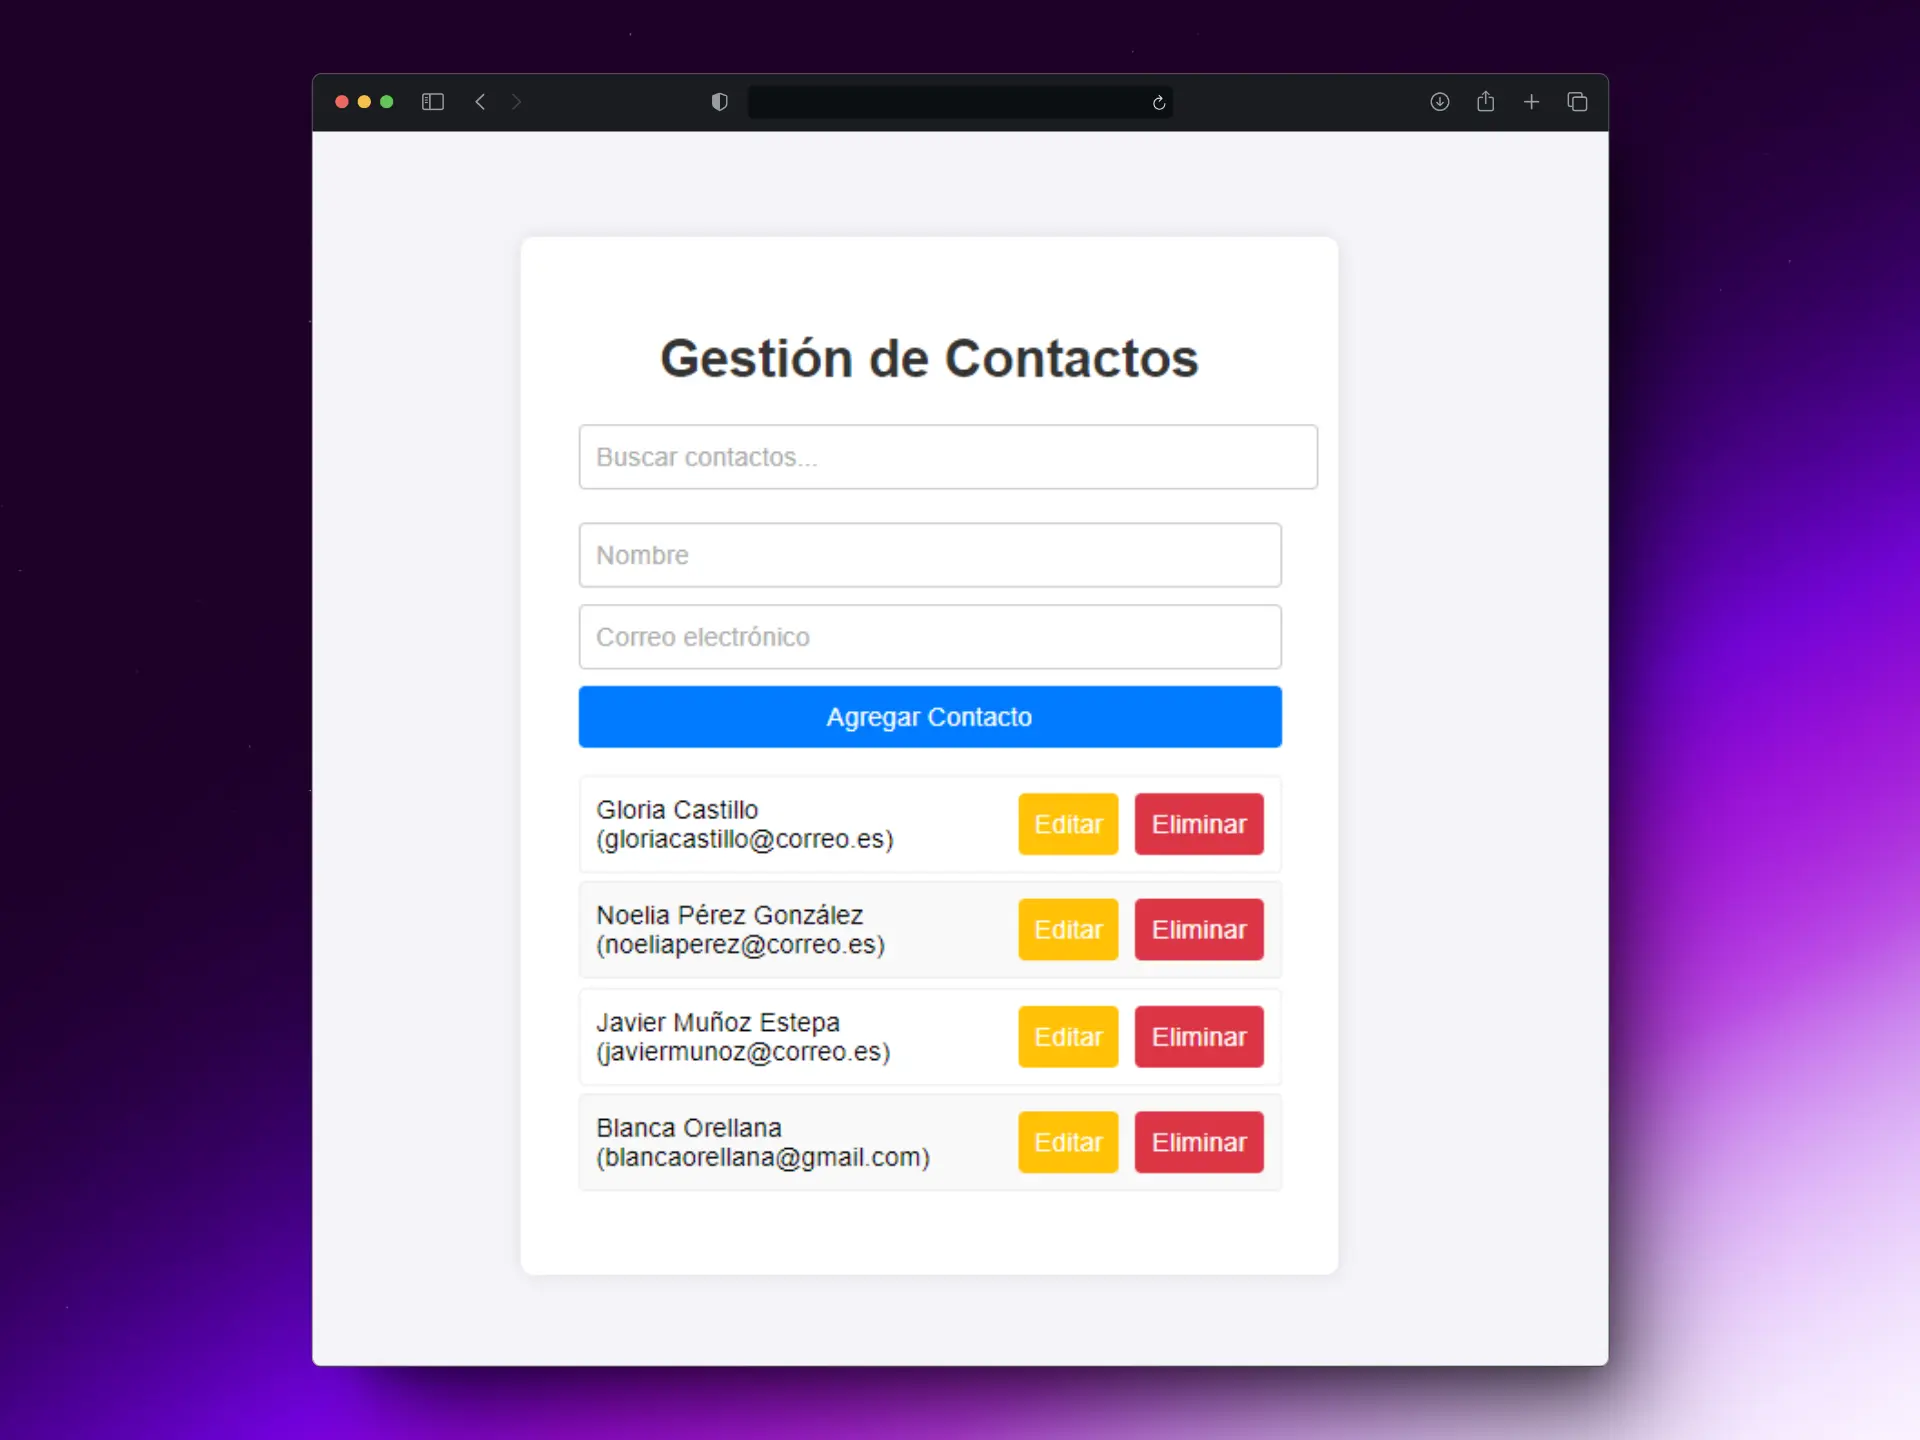 Gestión de Contactos
Buscar contactos...
Nombre
Correo electrónico
Agregar Contacto
Gloria Castillo
(gloriacastillo@correo.es)
Editar Eliminar
Noelia Pérez González
(noeliaperez@correo.es)
Editar Eliminar
Javier Muñoz Estepa
(javiermunoz@correo.es)
Editar Eliminar
Blanca Orellana
(blancaorellana@gmail.com)
Editar Eliminar